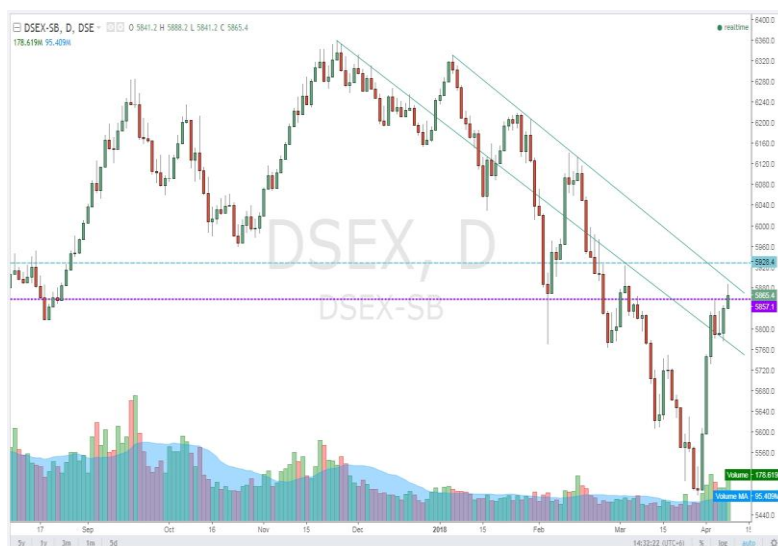 DSEX-SB, D, DSE O 5841.2 H 5888.2 L 5841.2 C 5865.4
178.619M 95.409M
realtime
DSEX, D
DSEX-SB
6400.0
6360.0
6320.0
6280.0
6240.0
6200.0
6160.0
6120.0
6080.0
6040.0
6000.0
5960.0
5928.4
5920.0
5880.0
5865.4
5857.1
5800.0
5760.0
5720.0
5680.0
5640.0
5600.0
5560.0
Volume 178.619
Volume MA 95.409M
5440.0
17 Sep Oct 16 Nov 15 Dec 2018 15 Feb Mar 15 Apr
5y 1y 3m 1m 5d 14:32:22 (UTC+6) % log auto